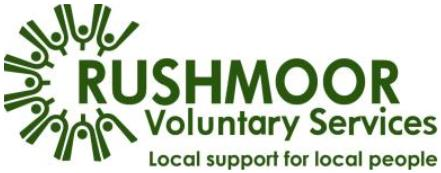 RUSHMOOR
Voluntary Services
Local support for local people